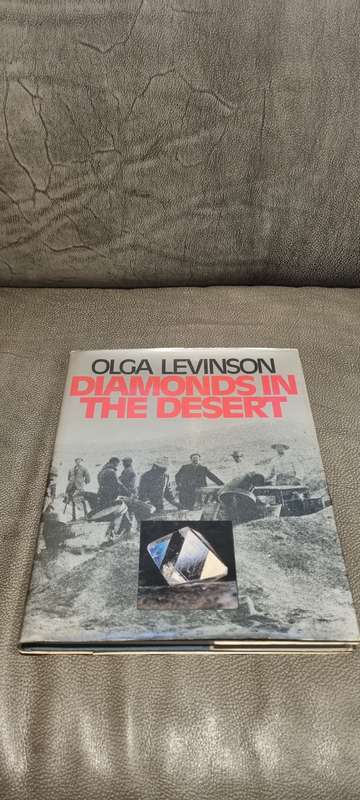 OLGA LEVINSON
DIAMONDS IN
THE DESERT